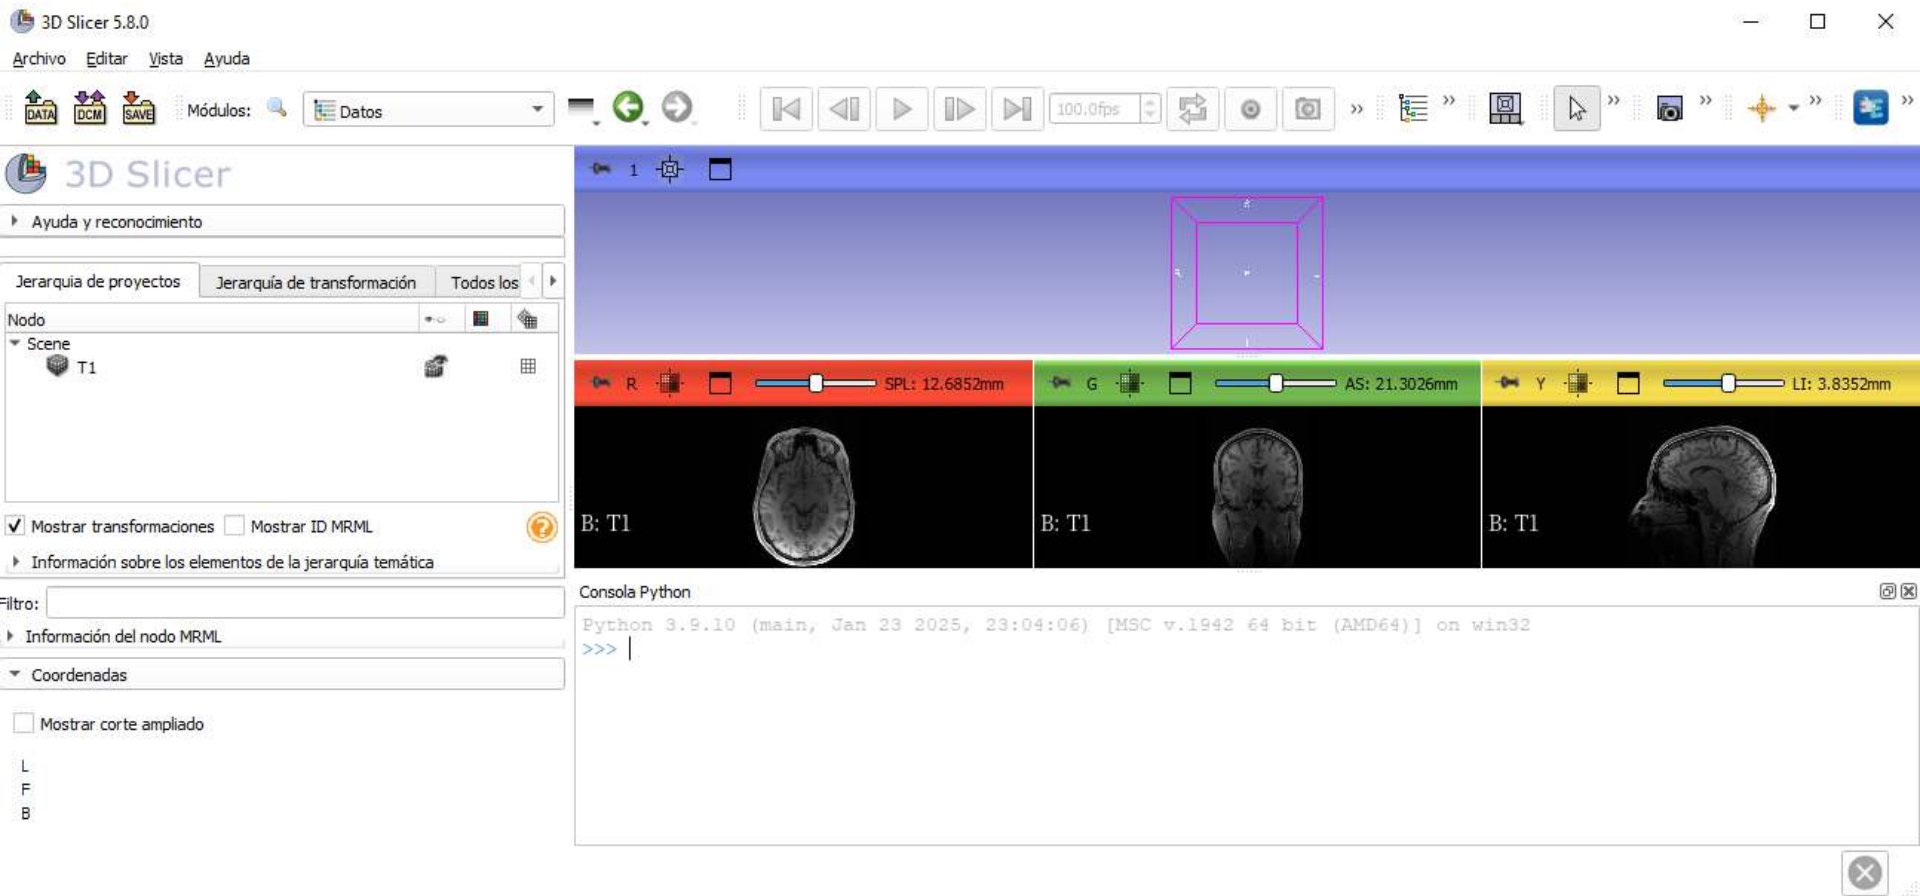 3D Slicer 5.8.0
Archivo Editar Vista Ayuda
DATA DCM SAVE Módulos: Datos 100.0fps
3D Slicer
1
Ayuda y reconocimiento
Jerarquia de proyectos Jerarquía de transformación Todos los
Nodo
Scene
T1
R SPL: 12.6852mm G AS: 21.3026mm Y LI: 3.8352mm
B: T1 B: T1 B: T1
Mostrar transformaciones Mostrar ID MRML
Información sobre los elementos de la jerarquía temática
Filtro:
Información del nodo MRML
Coordenadas
Mostrar corte ampliado
L
F
B
Consola Python
Python 3.9.10 (main, Jan 23 2025, 23:04:06) [MSC v.1942 64 bit (AMD64)] on win32
>>>